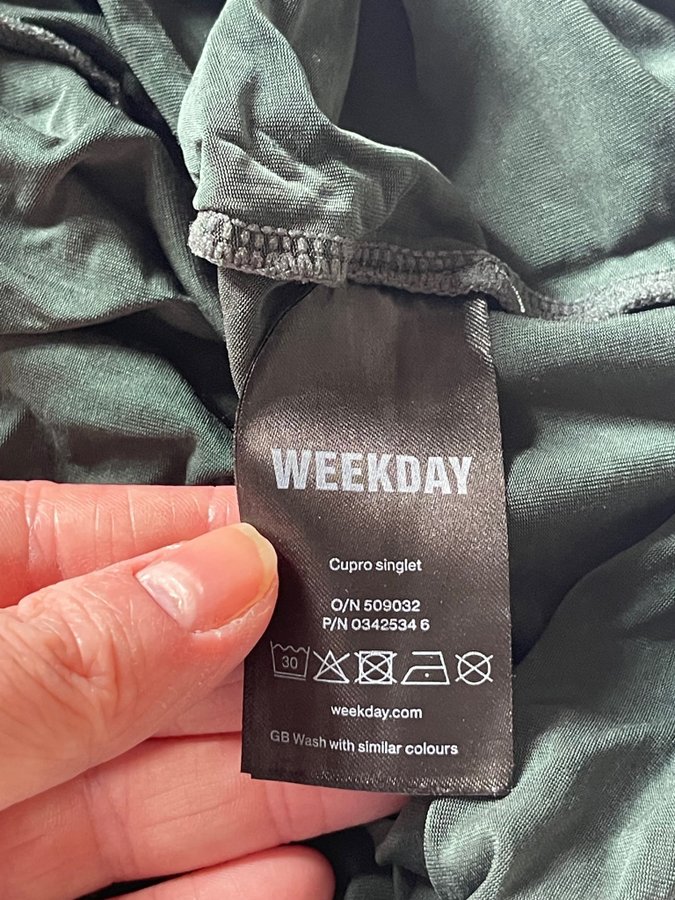 WEEKDAY
Cupro singlet
O/N 509032
P/N 0342534 6
30
weekday.com
GB Wash with similar colours